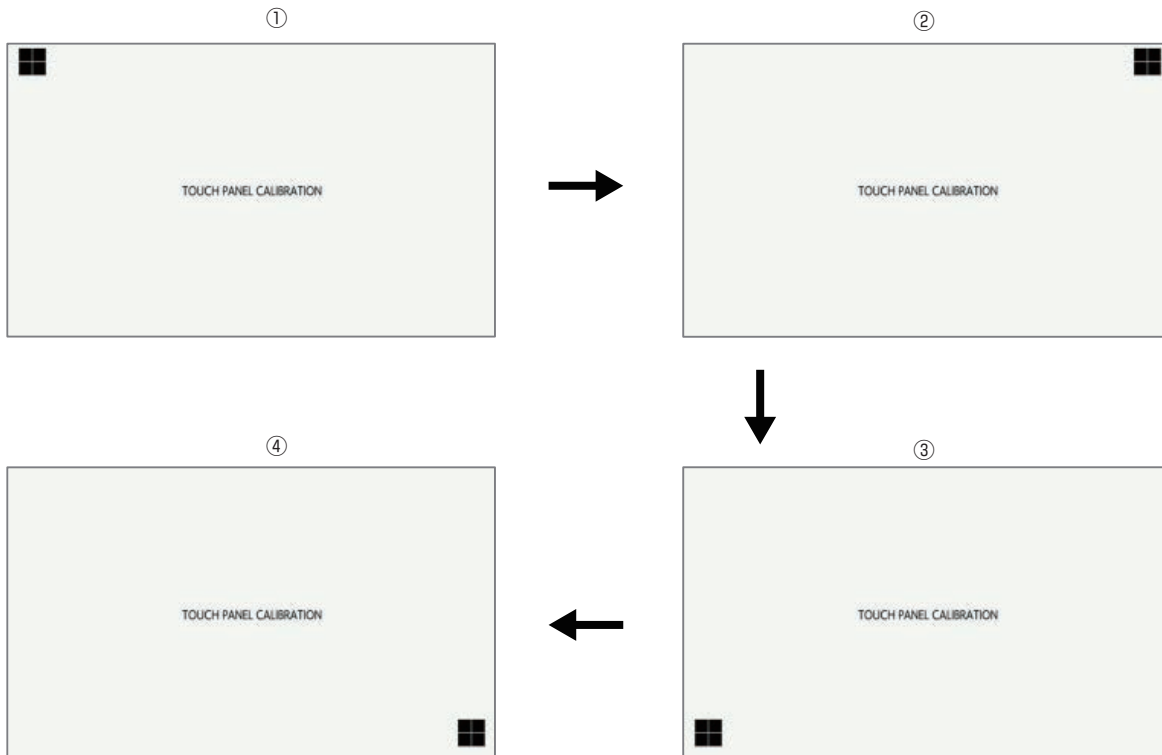 ①
TOUCH PANEL CALIBRATION
②
TOUCH PANEL CALIBRATION
③
TOUCH PANEL CALIBRATION
④
TOUCH PANEL CALIBRATION